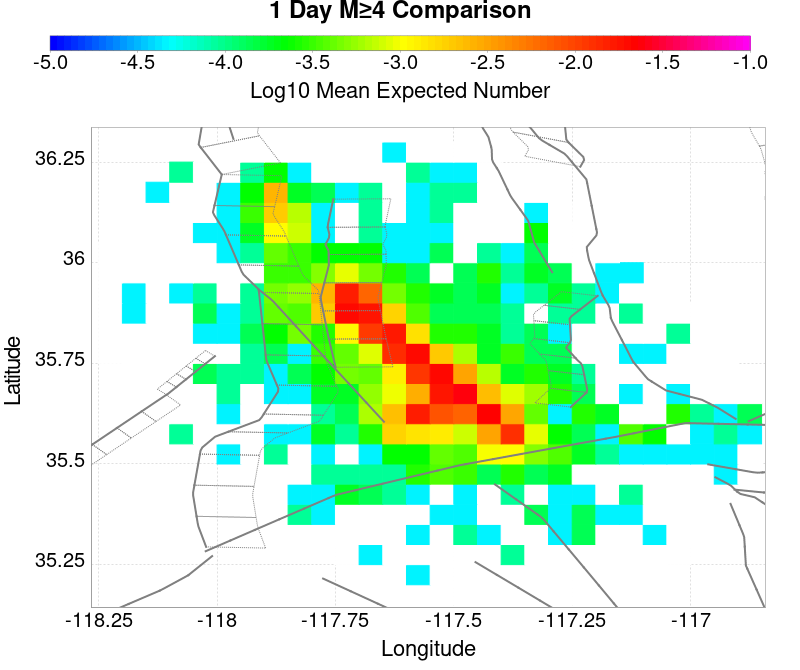 1 Day M≥4 Comparison
-5.0 -4.5 -4.0 -3.5 -3.0 -2.5 -2.0 -1.5 -1.0
Log10 Mean Expected Number
36.25
36
35.75
35.5
35.25
Latitude
-118.25 -118 -117.75 -117.5 -117.25 -117
Longitude